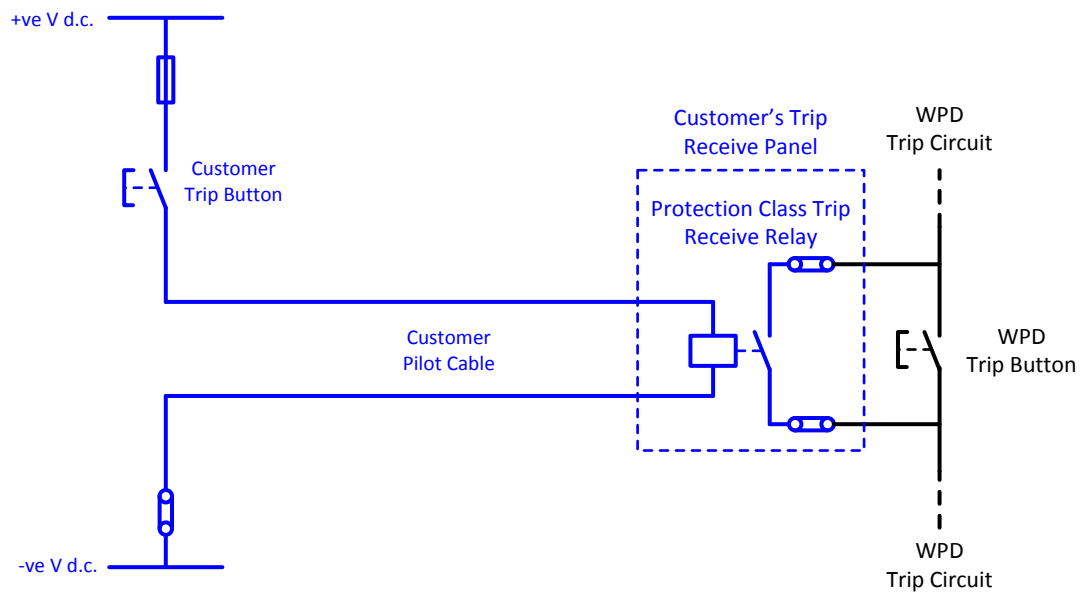 +ve V d.c.
Customer
Trip Button
Customer
Pilot Cable
-ve V d.c.
Customer’s Trip
Receive Panel
Protection Class Trip
Receive Relay
WPD
Trip Circuit
WPD
Trip Button
WPD
Trip Circuit